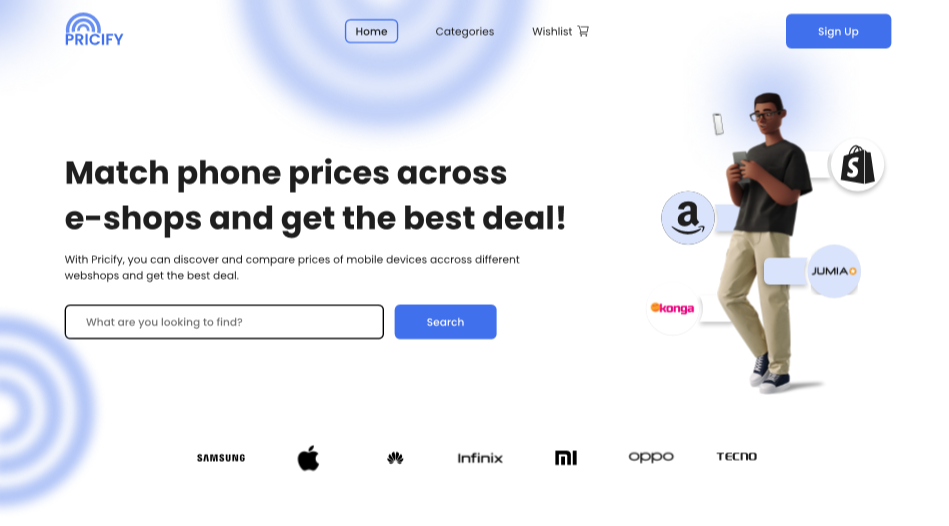 PRICIFY
Home
Categories
Wishlist
Sign Up
Match phone prices across
e-shops and get the best deal!
With Pricify, you can discover and compare prices of mobile devices accross different
webshops and get the best deal.
What are you looking to find?
Search
S
a
JUMIA
konga
SAMSUNG
Infinix
MI
oppo
TECNO